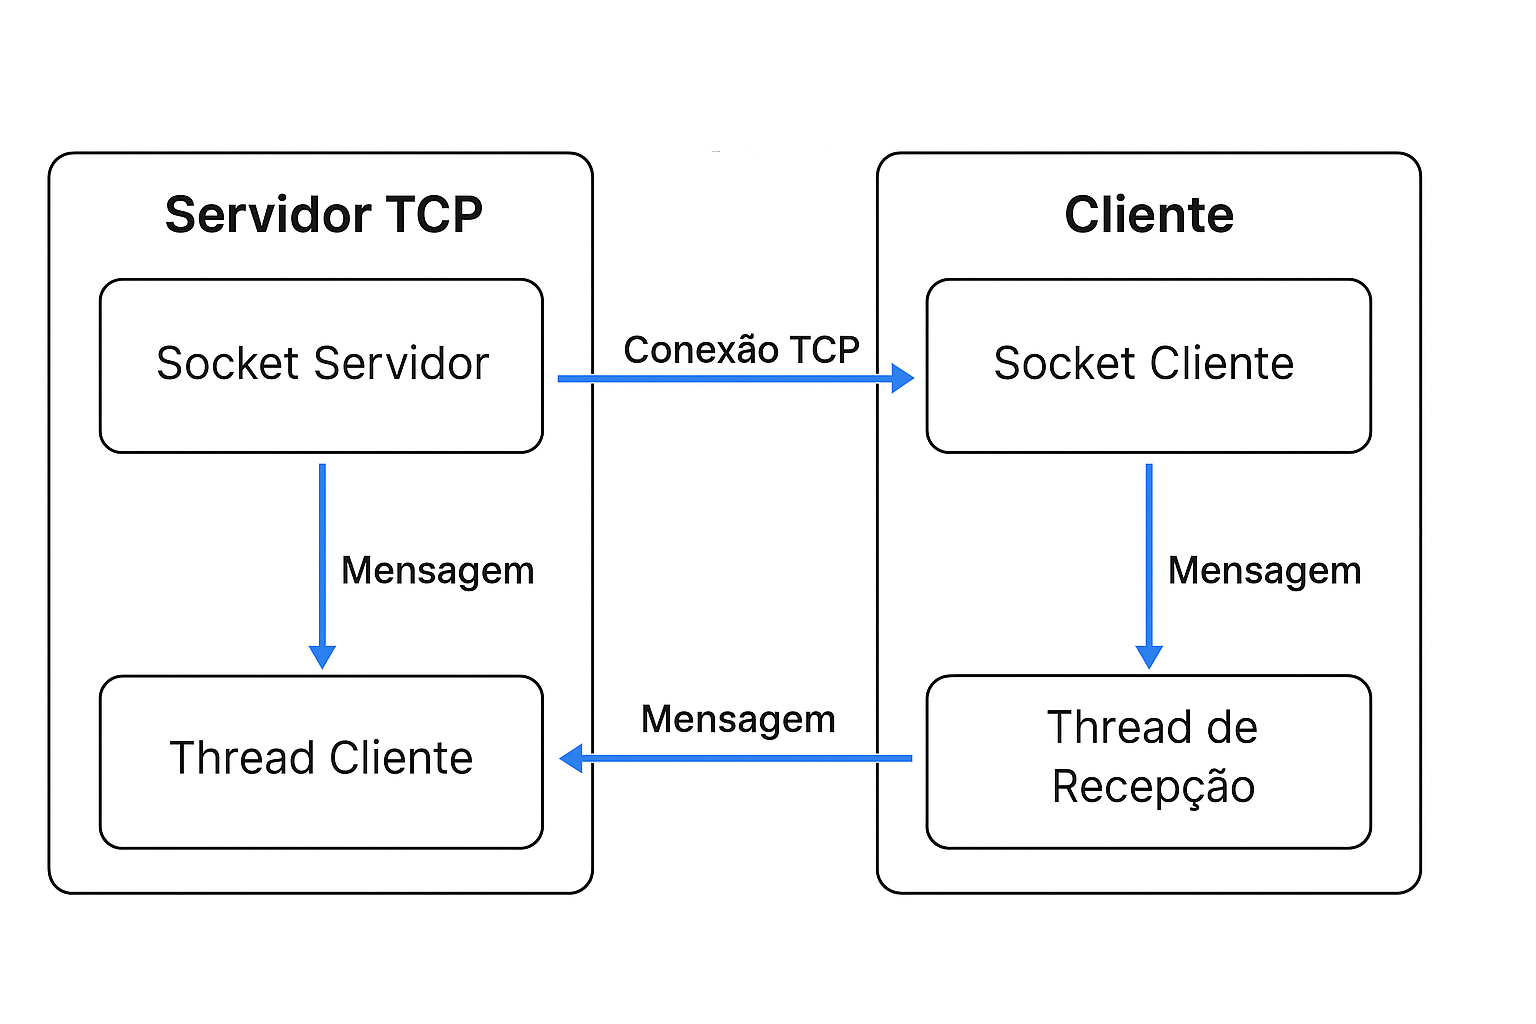 Servidor TCP
Cliente
Socket Servidor
Conexão TCP
Socket Cliente
Mensagem
Mensagem
Mensagem
Thread Cliente
Thread de
Recepção